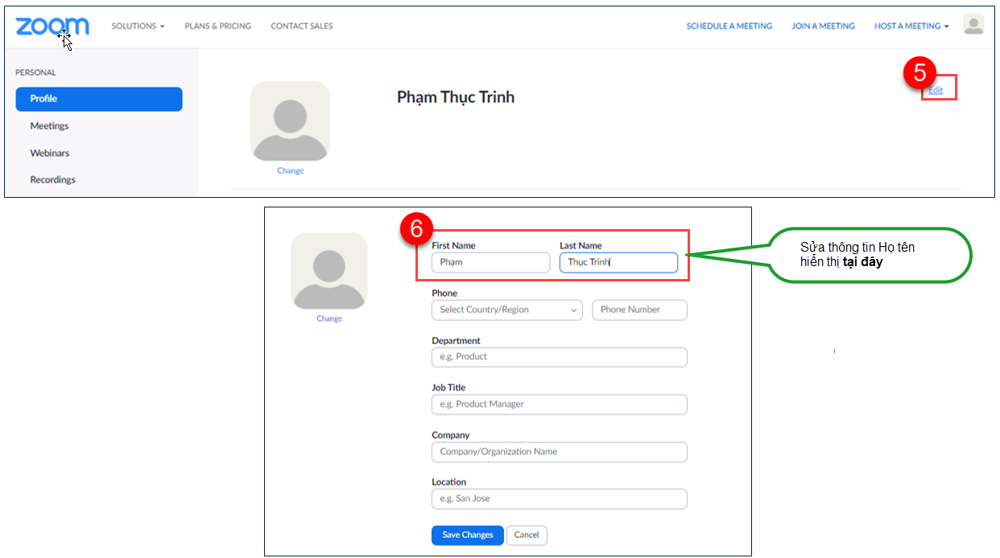 zoom SOLUTIONS PLANS & PRICING CONTACT SALES SCHEDULE A MEETING JOIN A MEETING HOST A MEETING
PERSONAL
Profile
Meetings
Webinars
Recordings
Change
Phạm Thục Trinh
5
Edit
6
Change
First Name Last Name
Phạm Thục Trinh
Sửa thông tin Họ tên
hiển thị tại đây
Phone
Select Country/Region Phone Number
Department
e.g. Product
Job Title
e.g. Product Manager
Company
Company/Organization Name
Location
e.g. San Jose
Save Changes Cancel